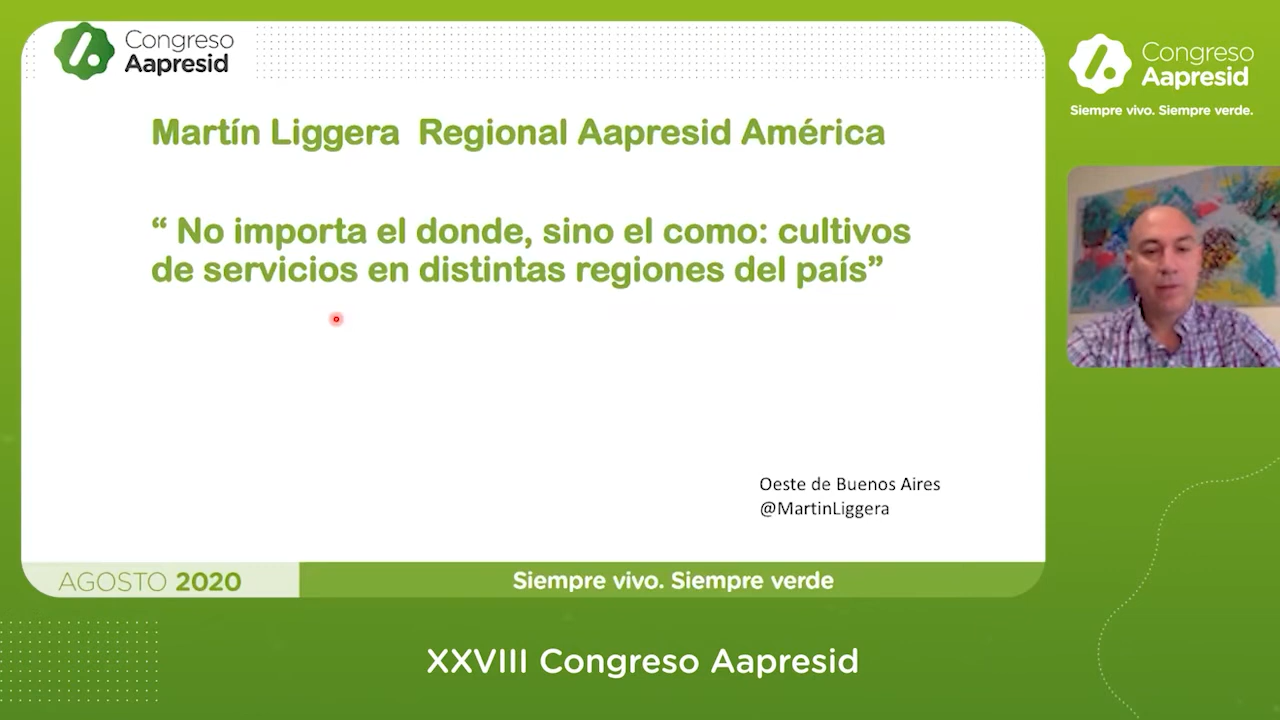 Congreso
Aapresid
Martín Liggera  Regional Aapresid América
“ No importa el donde, sino el como: cultivos
de servicios en distintas regiones del país”
Oeste de Buenos Aires
@MartinLiggera
AGOSTO 2020
Siempre vivo. Siempre verde
Congreso
Aapresid
Siempre vivo. Siempre verde.
XXVIII Congreso Aapresid